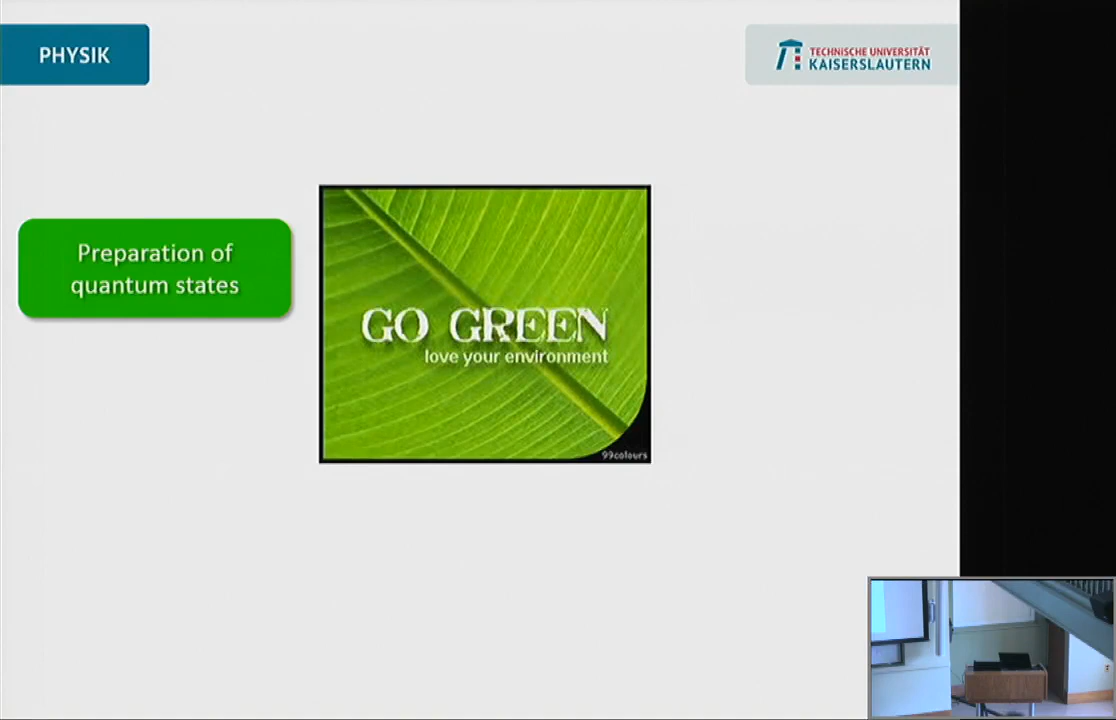 PHYSIK
TECHNISCHE UNIVERSITÄT
KAISERSLAUTERN
Preparation of
quantum states
GO GREEN
love your environment
99colours